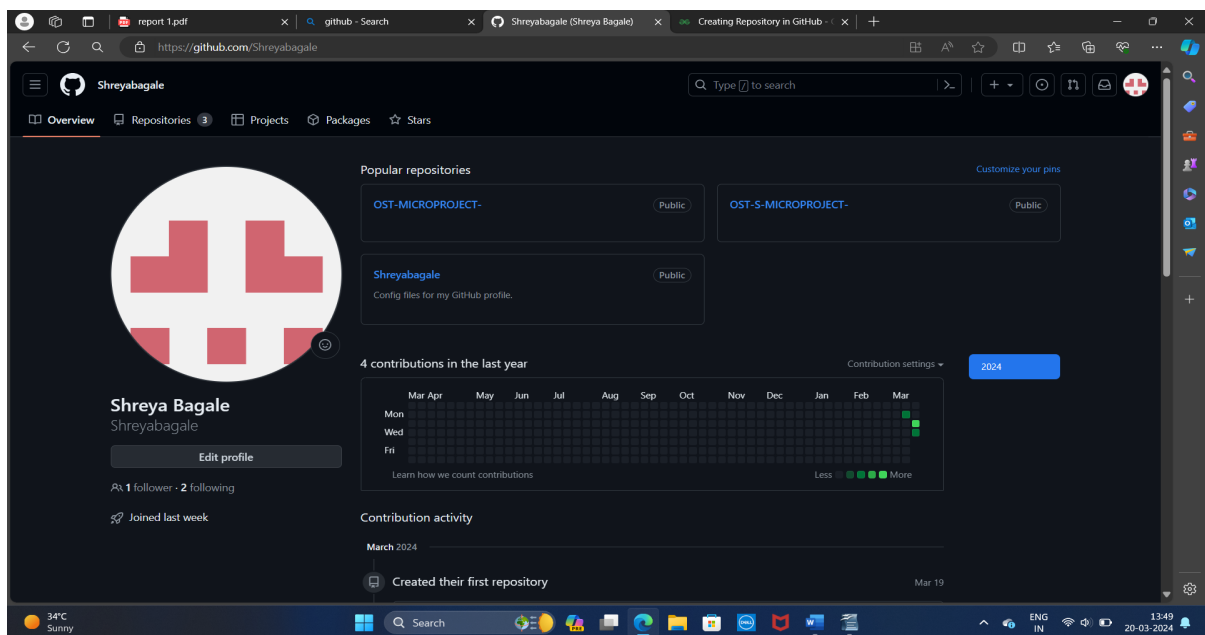 report 1.pdf
github - Search
Shreyabagale (Shreya Bagale)
Creating Repository in GitHub -
https://github.com/Shreyabagale
Shreyabagale
Type / to search
Overview
Repositories 3
Projects
Packages
Stars
Popular repositories
Customize your pins
OST-MICROPROJECT-
Public
OST-S-MICROPROJECT-
Public
Shreyabagale
Public
Config files for my GitHub profile.
4 contributions in the last year
Contribution settings
2024
Mar Apr May Jun Jul Aug Sep Oct Nov Dec Jan Feb Mar
Mon
Wed
Fri
Learn how we count contributions
Less
More
Shreya Bagale
Shreyabagale
Edit profile
1 follower · 2 following
Joined last week
Contribution activity
March 2024
Created their first repository
Mar 19
34°C
Sunny
Search
ENG
IN
13:49
20-03-2024